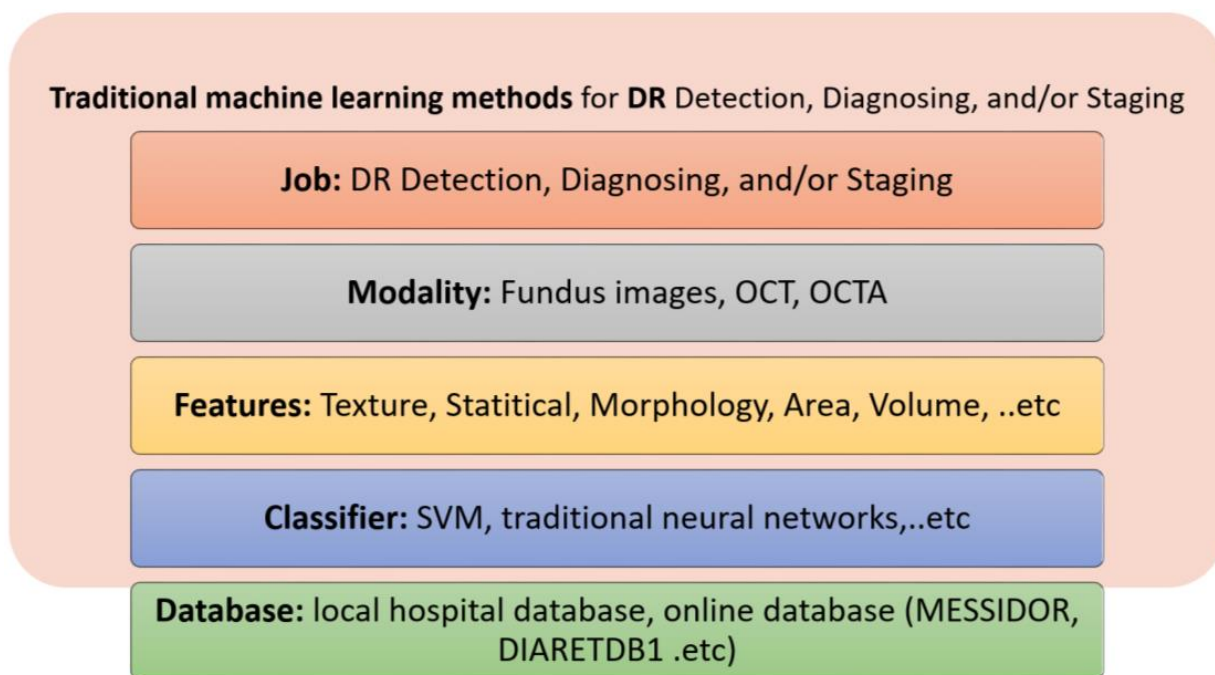 Traditional machine learning methods for DR Detection, Diagnosing, and/or Staging
Job: DR Detection, Diagnosing, and/or Staging
Modality: Fundus images, OCT, OCTA
Features: Texture, Statitical, Morphology, Area, Volume, ..etc
Classifier: SVM, traditional neural networks,..etc
Database: local hospital database, online database (MESSIDOR,
DIARETDB1 .etc)